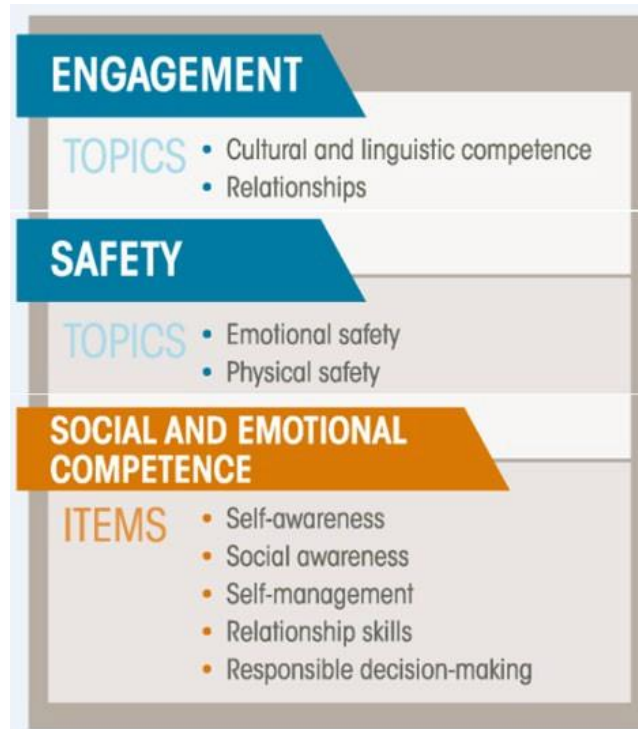 ENGAGEMENT
TOPICS • Cultural and linguistic competence
• Relationships
SAFETY
TOPICS • Emotional safety
• Physical safety
SOCIAL AND EMOTIONAL
COMPETENCE
ITEMS • Self-awareness
• Social awareness
• Self-management
• Relationship skills
• Responsible decision-making